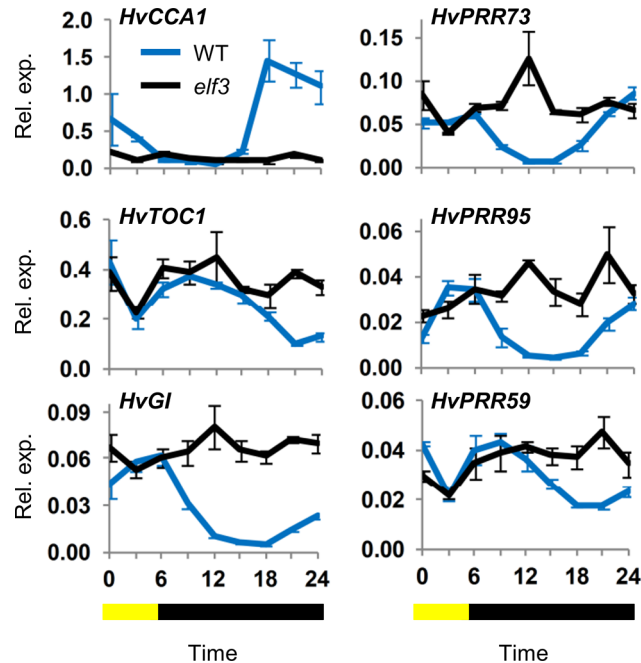 HvCCA1
2.0
1.5
1.0
0.5
0.0
Rel. exp.
WT
elf3
HvPRR73
0.15
0.10
0.05
0.00
HvTOC1
0.6
0.4
0.2
0.0
Rel. exp.
HvPRR95
0.06
0.04
0.02
0.00
HvGI
0.09
0.06
0.03
0.00
Rel. exp.
0 6 12 18 24
Time
HvPRR59
0.06
0.04
0.02
0.00
0 6 12 18 24
Time